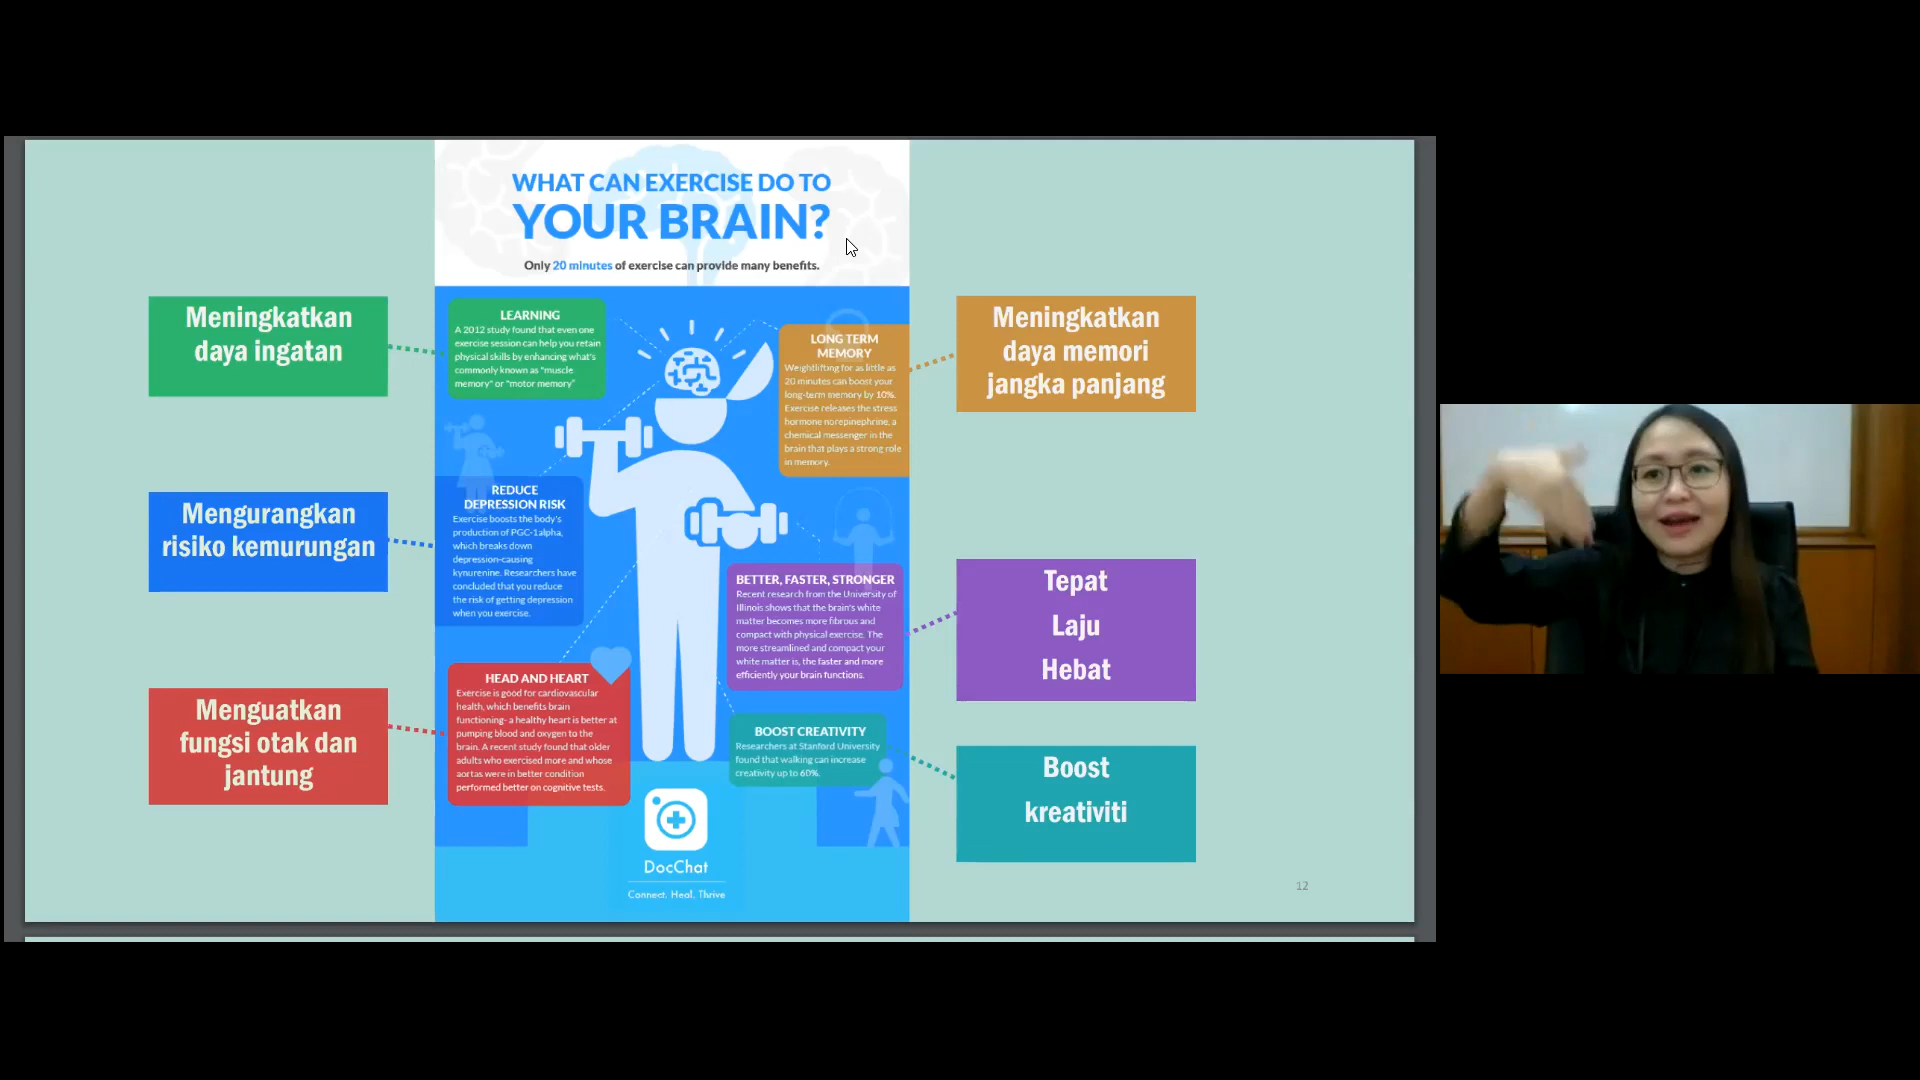 WHAT CAN EXERCISE DO TO
YOUR BRAIN?
Only 20 minutes of exercise can provide many benefits.
Meningkatkan
daya ingatan
LEARNING
A 2012 study found that even one
exercise session can help you retain
physical skills by enhancing what's
commonly known as "muscle
memory" or "motor memory"
LONG TERM
MEMORY
Weightlifting for as little as
20 minutes can boost your
long-term memory by 10%.
Exercise releases the stress
hormone norepinephrine, a
chemical messenger in the
brain that plays a strong role
in memory.
Meningkatkan
daya memori
jangka panjang
Mengurangkan
risiko kemurungan
REDUCE
DEPRESSION RISK
Exercise boosts the body's
production of PGC-1alpha,
which breaks down
depression-causing
kynurenine. Researchers have
concluded that you reduce
the risk of getting depression
when you exercise.
BETTER, FASTER, STRONGER
Recent research from the University of
Illinois shows that the brain's white
matter becomes more fibrous and
compact with physical exercise. The
more streamlined and compact your
white matter is, the faster and more
efficiently your brain functions.
Tepat
Laju
Hebat
Menguatkan
fungsi otak dan
jantung
HEAD AND HEART
Exercise is good for cardiovascular
health, which benefits brain
functioning- a healthy heart is better at
pumping blood and oxygen to the
brain. A recent study found that older
adults who exercised more and whose
aortas were in better condition
performed better on cognitive tests.
BOOST CREATIVITY
Researchers at Stanford University
found that walking can increase
creativity up to 60%.
Boost
kreativiti
DocChat
Connect. Heal. Thrive
12